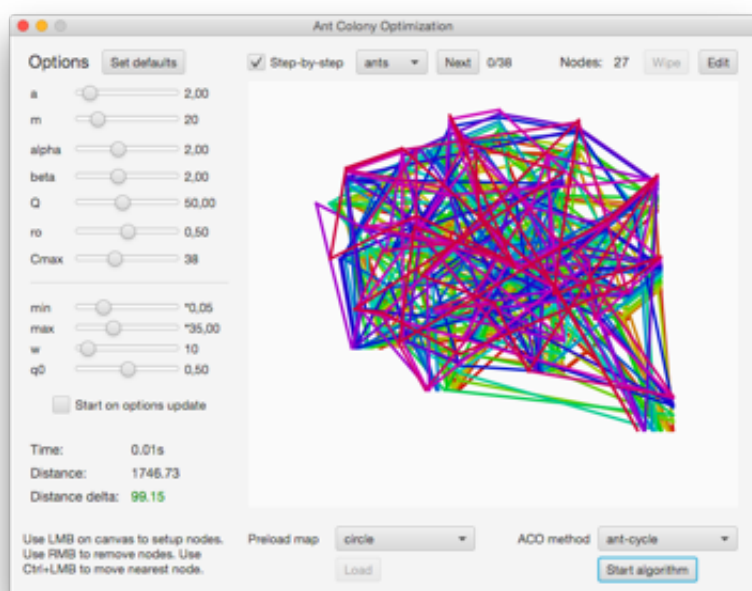 Ant Colony Optimization
Options Set defaults
Step-by-step ants Next 0/38 Nodes: 27 Wipe Edit
a 2,00
m 20
alpha 2,00
beta 2,00
Q 50,00
ro 0,50
Cmax 38
min *0,05
max *35,00
w 10
q0 0,50
Start on options update
Time: 0.01s
Distance: 1746.73
Distance delta: 99.15
Use LMB on canvas to setup nodes.
Use RMB to remove nodes. Use
Ctrl+LMB to move nearest node.
Preload map circle ACO method ant-cycle
Load Start algorithm